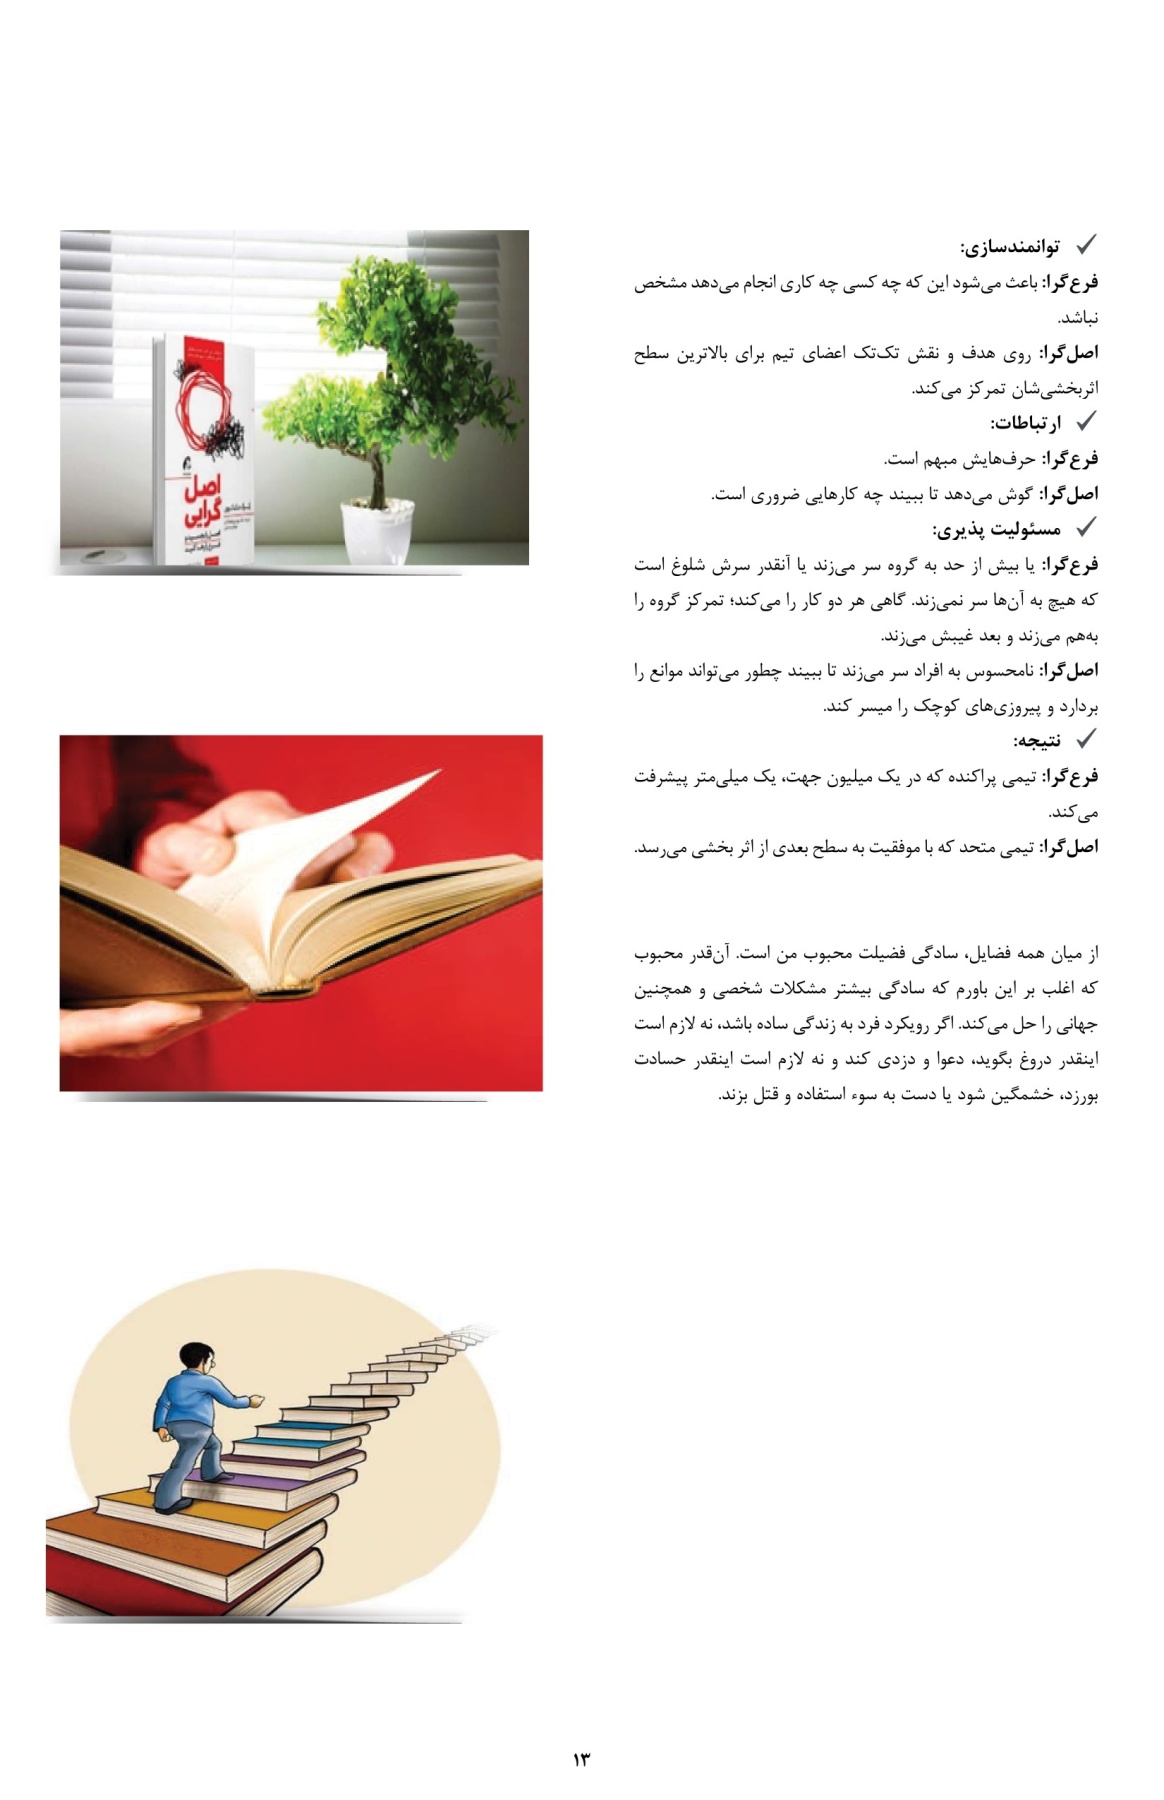 ✓ توانمندسازی:
فرع‌گرا: باعث می‌شود این که چه کسی چه کاری انجام می‌دهد مشخص
نباشد.
اصل‌گرا: روی هدف و نقش تک‌تک اعضای تیم برای بالاترین سطح
اثربخشی‌شان تمرکز می‌کند.
✓ ارتباطات:
فرع‌گرا: حرف‌هایش مبهم است.
اصل‌گرا: گوش می‌دهد تا ببیند چه کارهایی ضروری است.
✓ مسئولیت پذیری:
فرع‌گرا: یا بیش از حد به گروه سر می‌زند یا آنقدر سرش شلوغ است
که هیچ به آن‌ها سر نمی‌زند. گاهی هر دو کار را می‌کند؛ تمرکز گروه را
به‌هم می‌زند و بعد غیبش می‌زند.
اصل‌گرا: نامحسوس به افراد سر می‌زند تا ببیند چطور می‌تواند موانع را
بردارد و پیروزی‌های کوچک را میسر کند.
✓ نتیجه:
فرع‌گرا: تیمی پراکنده که در یک میلیون جهت، یک میلی‌متر پیشرفت
می‌کند.
اصل‌گرا: تیمی متحد که با موفقیت به سطح بعدی از اثر بخشی می‌رسد.
از میان همه فضایل، سادگی فضیلت محبوب من است. آن‌قدر محبوب
که اغلب بر این باورم که سادگی بیشتر مشکلات شخصی و همچنین
جهانی را حل می‌کند. اگر رویکرد فرد به زندگی ساده باشد، نه لازم است
اینقدر دروغ بگوید، دعوا و دزدی کند و نه لازم است اینقدر حسادت
بورزد، خشمگین شود یا دست به سوء استفاده و قتل بزند.
اصل
گرایی
۱۳